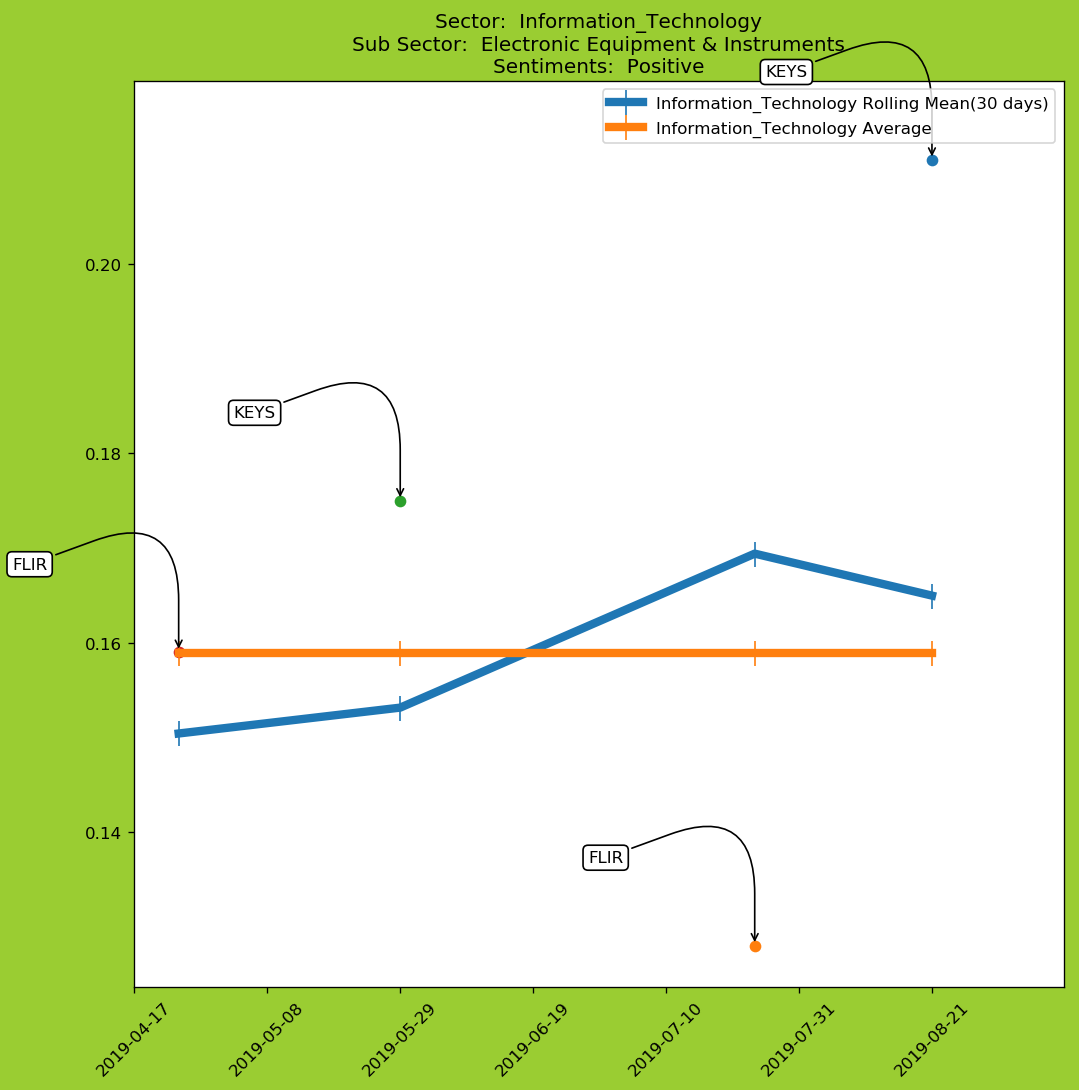 Sector:  Information_Technology
Sub Sector:  Electronic Equipment & Instruments
Sentiments:  Positive
KEYS
Information_Technology Rolling Mean(30 days)
Information_Technology Average
0.20
KEYS
0.18
FLIR
0.16
0.14
FLIR
2019-04-17
2019-05-08
2019-05-29
2019-06-19
2019-07-10
2019-07-31
2019-08-21